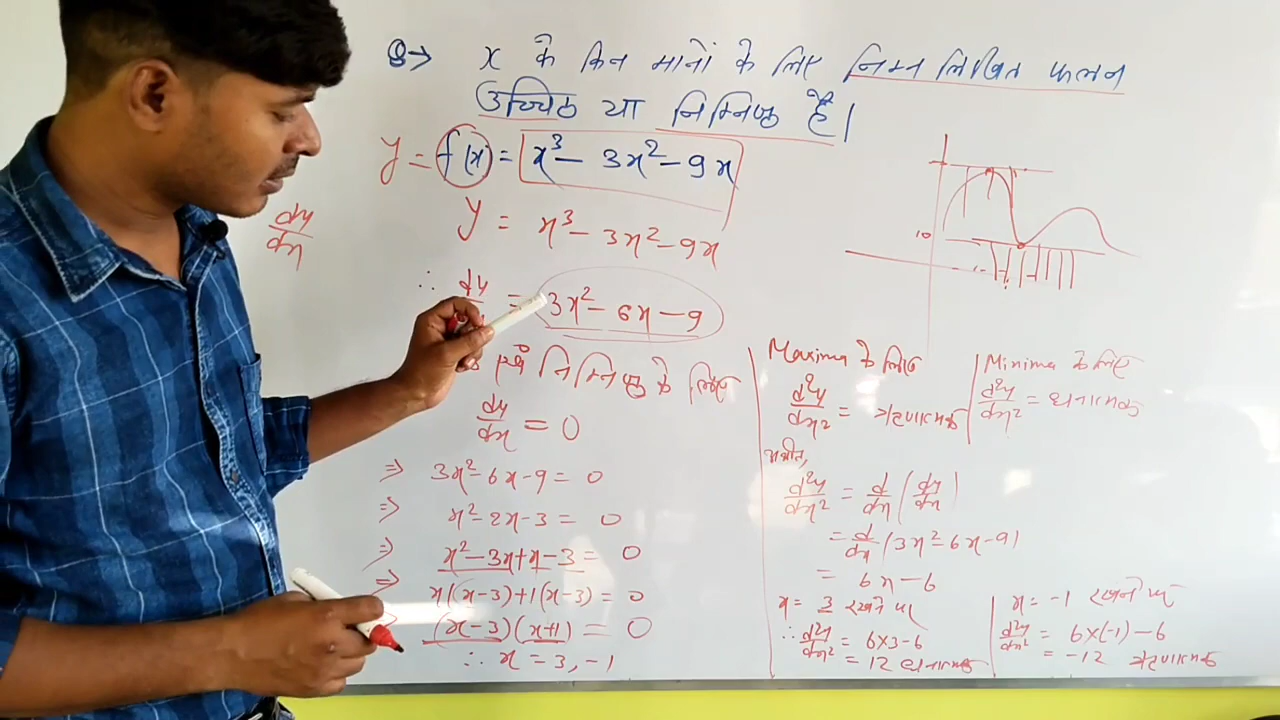 Q→ x के किन मानों के लिए निम्न लिखित फलन
उच्चिष्ठ या निम्निष्ठ है।
y = f(x) = x³ - 3x² - 9x
y = x³ - 3x² - 9x
dy/dx
∴ dy = 3x² - 6x - 9
एवं निम्निष्ठ के लिए
dy/dx = 0
⇒ 3x² - 6x - 9 = 0
⇒ x² - 2x - 3 = 0
⇒ x² - 3x + x - 3 = 0
⇒ x(x-3)+1(x-3) = 0
(x-3)(x+1) = 0
∴ x = 3, -1
10
Maxima के लिए
d²y/dx² = ऋणात्मक
Minima के लिए
d²y/dx² = धनात्मक
अर्थात,
d²y/dx² = d/dx (dy/dx)
= d/dx (3x² - 6x - 9)
= 6x - 6
x = 3 रखने पर
∴ d²y/dx² = 6×3-6
= 12 धनात्मक
x = -1 रखने पर
d²y/dx² = 6×(-1) - 6
= -12 ऋणात्मक